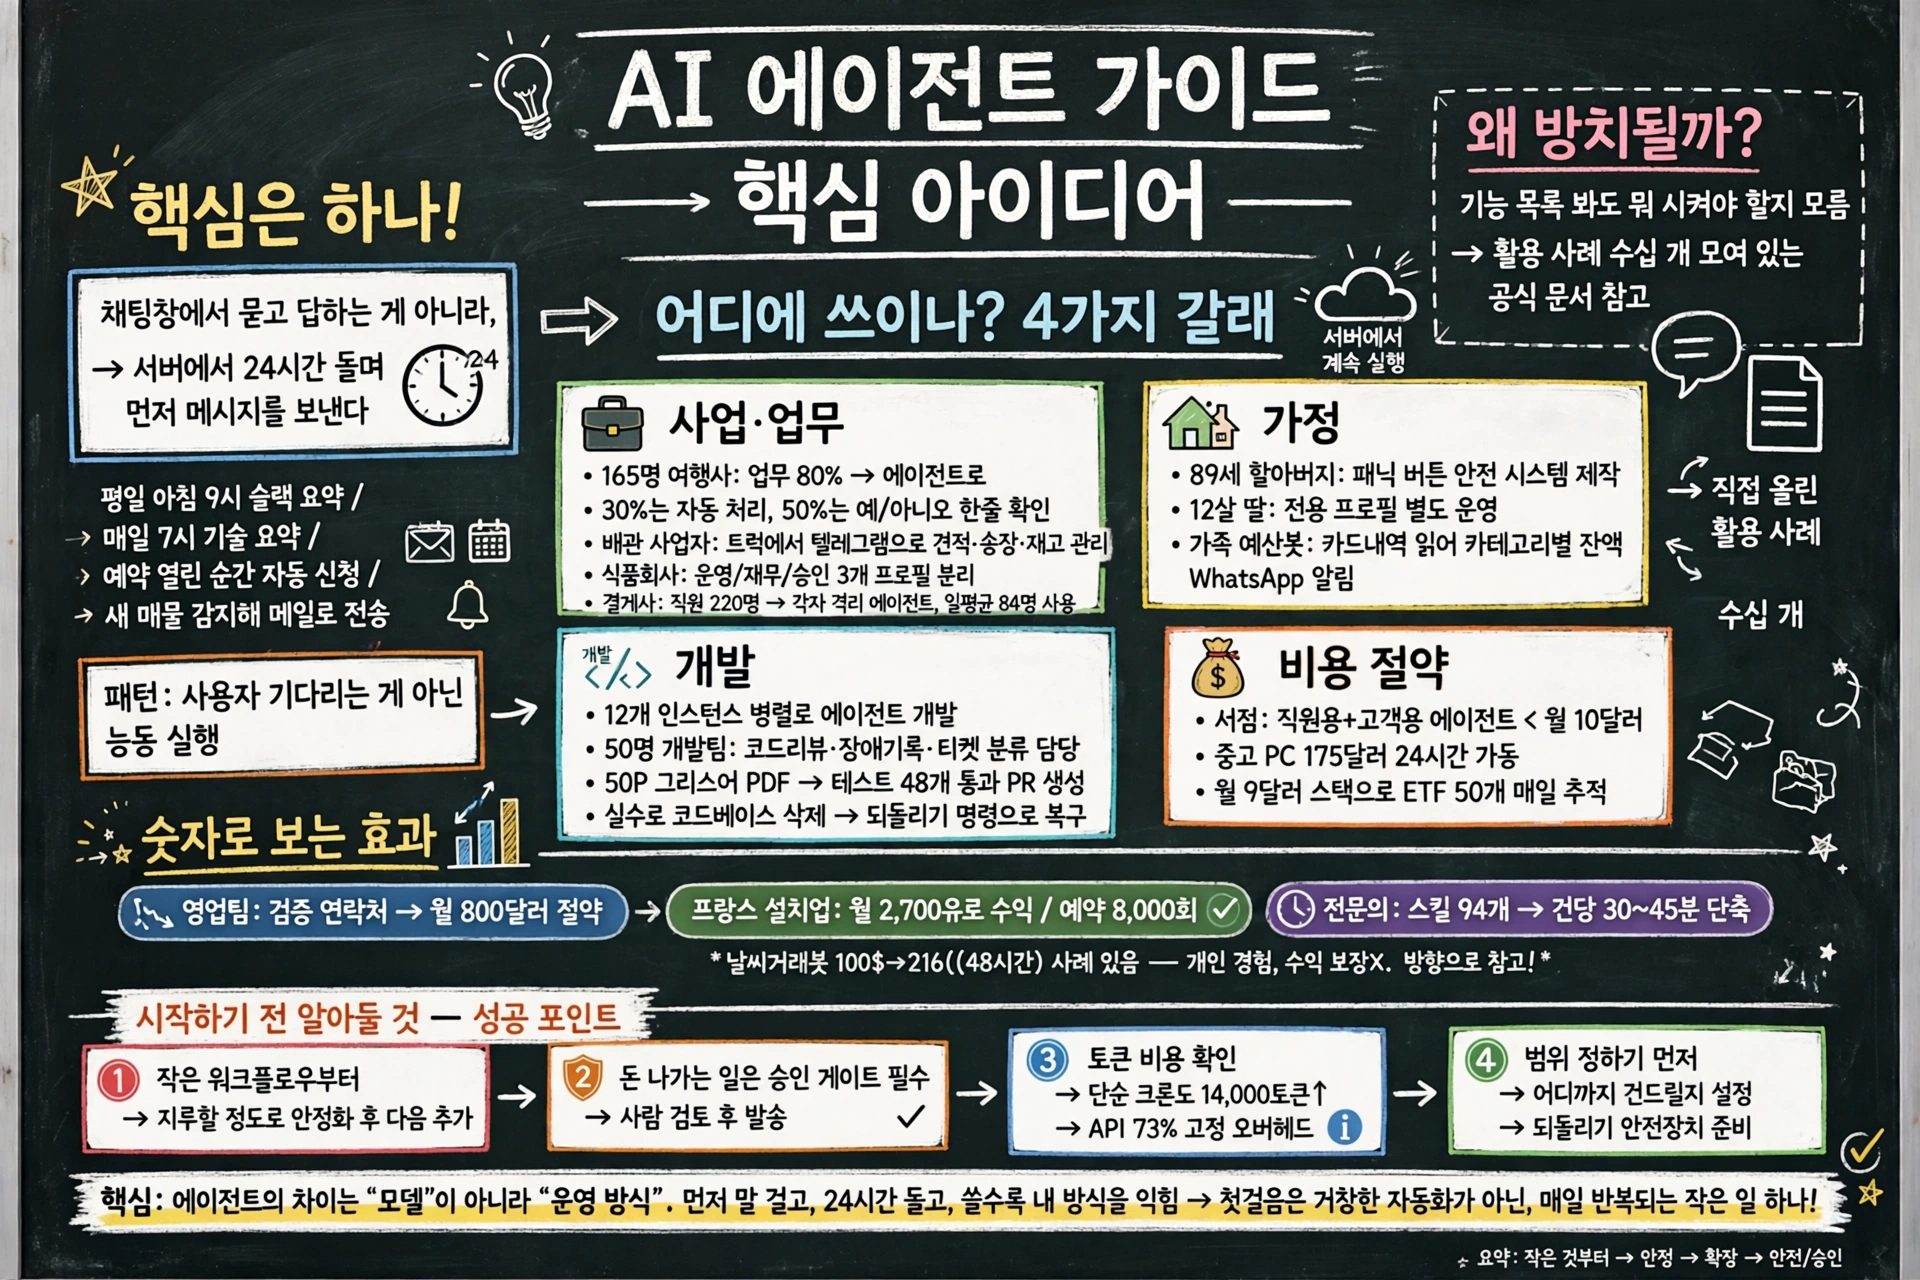 AI 에이전트 가이드
핵심 아이디어
핵심은 하나!
채팅창에서 묻고 답하는 게 아니라,
→ 서버에서 24시간 돌며
먼저 메시지를 보낸다
24
평일 아침 9시 슬랙 요약 /
→ 매일 7시 기술 요약 /
→ 예약 열린 순간 자동 신청 /
→ 새 매물 감지해 메일로 전송
패턴: 사용자 기다리는 게 아닌
능동 실행
왜 방치될까?
기능 목록 봐도 뭐 시켜야 할지 모름
→ 활용 사례 수십 개 모여 있는
공식 문서 참고
어디에 쓰이나? 4가지 갈래
서버에서
계속 실행
사업·업무
• 165명 여행사: 업무 80% → 에이전트로
• 30%는 자동 처리, 50%는 예/아니오 한줄 확인
• 배관 사업자: 트럭에서 텔레그램으로 견적·송장·재고 관리
• 식품회사: 운영/재무/승인 3개 프로필 분리
• 결게사: 직원 220명 → 각자 격리 에이전트, 일평균 84명 사용
가정
• 89세 할아버지: 패닉 버튼 안전 시스템 제작
• 12살 딸: 전용 프로필 별도 운영
• 가족 예산봇: 카드내역 읽어 카테고리별 잔액
WhatsApp 알림
직접 올린
활용 사례
수십 개
개발
</> 개발
• 12개 인스턴스 병렬로 에이전트 개발
• 50명 개발팀: 코드리뷰·장애기록·티켓 분류 담당
• 50P 그리스어 PDF → 테스트 48개 통과 PR 생성
• 실수로 코드베이스 삭제 → 되돌리기 명령으로 복구
$
비용 절약
• 서점: 직원용+고객용 에이전트 < 월 10달러
• 중고 PC 175달러 24시간 가동
• 월 9달러 스택으로 ETF 50개 매일 추적
숫자로 보는 효과
영업팀: 검증 연락처 → 월 800달러 절약
프랑스 설치업: 월 2,700유로 수익 / 예약 8,000회
전문의: 스킬 94개 → 건당 30~45분 단축
*날씨거래봇 100$→216((48시간) 사례 있음 — 개인 경험, 수익 보장X. 방향으로 참고!*
시작하기 전 알아둘 것 — 성공 포인트
1 작은 워크플로우부터
→ 지루할 정도로 안정화 후 다음 추가
2 돈 나가는 일은 승인 게이트 필수
→ 사람 검토 후 발송
3 토큰 비용 확인
→ 단순 크론도 14,000토큰↑
→ API 73% 고정 오버헤드
i
4 범위 정하기 먼저
→ 어디까지 건드릴지 설정
→ 되돌리기 안전장치 준비
핵심: 에이전트의 차이는 “모델”이 아니라 “운영 방식”. 먼저 말 걸고, 24시간 돌고, 쓸수록 내 방식을 익힘 → 첫걸음은 거창한 자동화가 아닌, 매일 반복되는 작은 일 하나!
요약: 작은 것부터 → 안정 → 확장 → 안전/승인